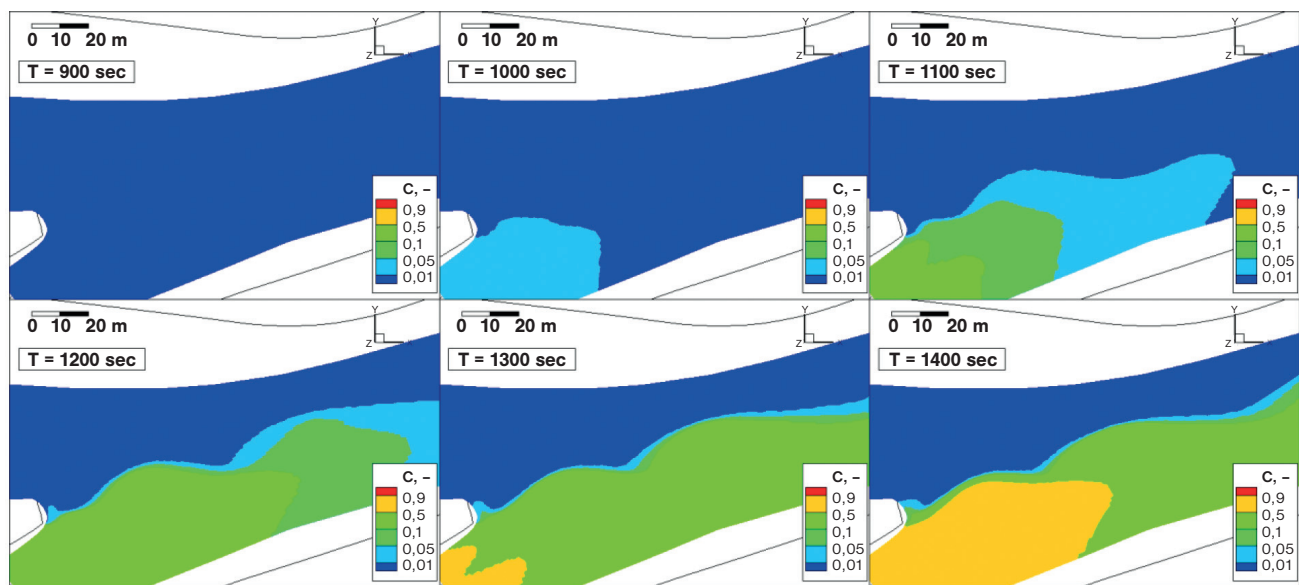 0 10 20 m
Y
Z
T = 900 sec
C, –
0,9
0,5
0,1
0,05
0,01
0 10 20 m
Y
Z
T = 1000 sec
C, –
0,9
0,5
0,1
0,05
0,01
0 10 20 m
Y
Z
T = 1100 sec
C, –
0,9
0,5
0,1
0,05
0,01
0 10 20 m
Y
Z
T = 1200 sec
C, –
0,9
0,5
0,1
0,05
0,01
0 10 20 m
Y
Z
T = 1300 sec
C, –
0,9
0,5
0,1
0,05
0,01
0 10 20 m
Y
Z
T = 1400 sec
C, –
0,9
0,5
0,1
0,05
0,01